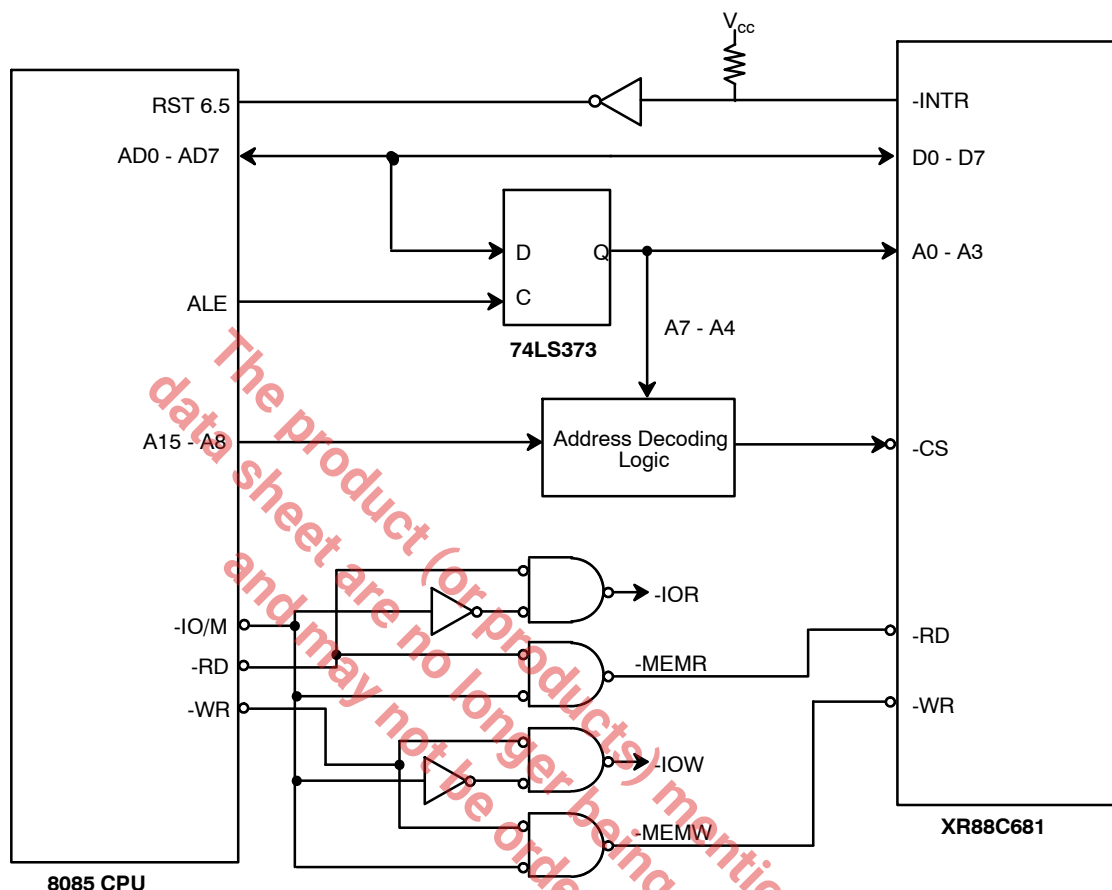 Vcc
RST 6.5
-INTR
AD0 - AD7
D0 - D7
D
Q
A0 - A3
ALE
C
A7 - A4
74LS373
A15 - A8
Address Decoding
Logic
-CS
-IOR
-IO/M
-RD
-MEMR
-RD
-WR
-WR
-IOW
-MEMW
XR88C681
8085 CPU
The product (or products) mentio
data sheet are no longer being
and may not be orde